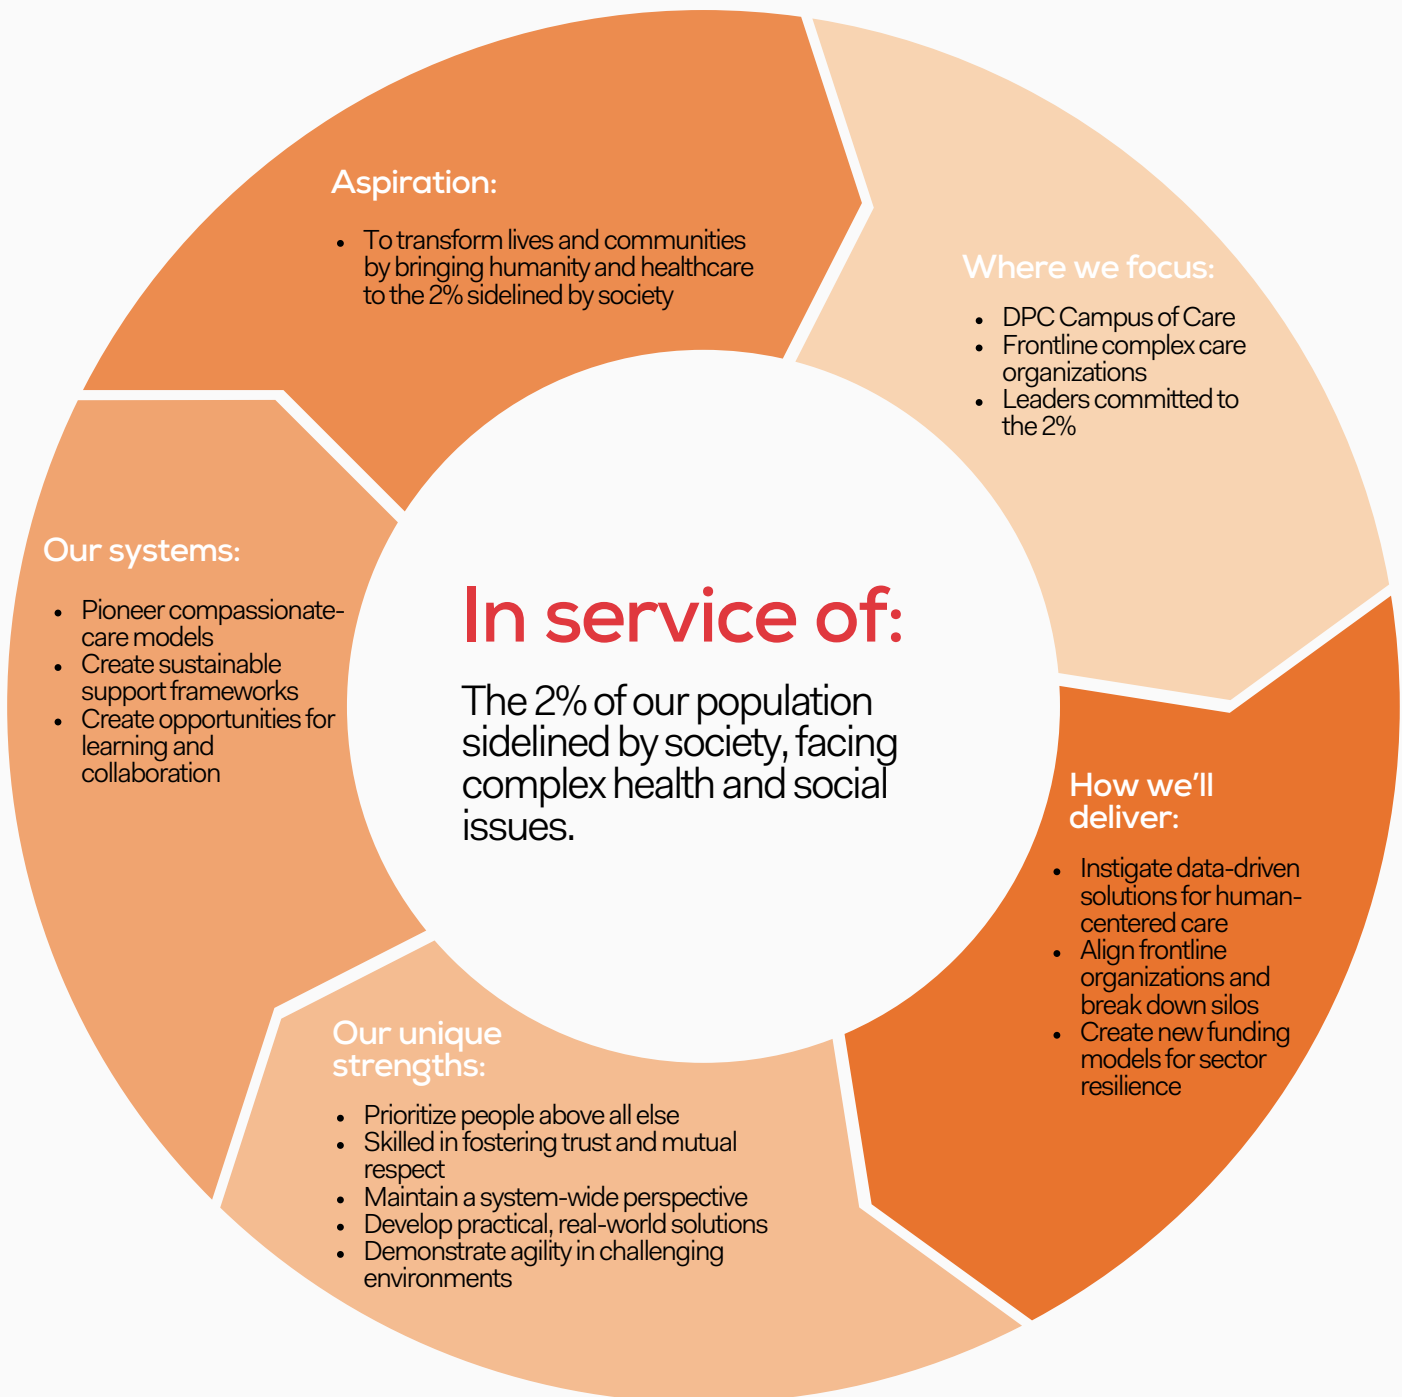 Aspiration:
• To transform lives and communities
by bringing humanity and healthcare
to the 2% sidelined by society
Where we focus:
• DPC Campus of Care
• Frontline complex care
organizations
• Leaders committed to
the 2%
How we’ll
deliver:
• Instigate data-driven
solutions for human-
centered care
• Align frontline
organizations and
break down silos
• Create new funding
models for sector
resilience
Our unique
strengths:
• Prioritize people above all else
• Skilled in fostering trust and mutual
respect
• Maintain a system-wide perspective
• Develop practical, real-world solutions
• Demonstrate agility in challenging
environments
Our systems:
• Pioneer compassionate-
care models
• Create sustainable
support frameworks
• Create opportunities for
learning and
collaboration
In service of:
The 2% of our population
sidelined by society, facing
complex health and social
issues.